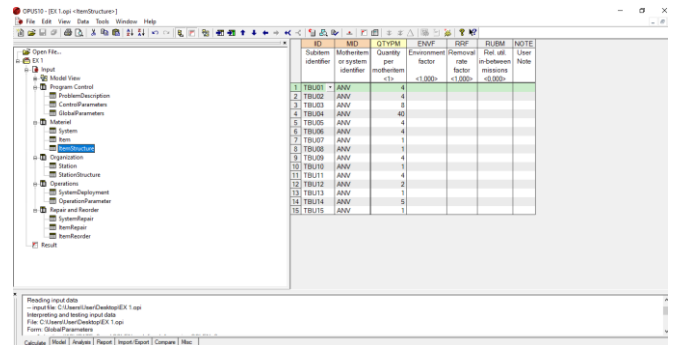 OPUS10 - [EX 1.opi <ItemStructure>]
File Edit View Data Tools Window Help
Open File...
EX 1
Input
Model View
Program Control
ProblemDescription
ControlParameters
GlobalParameters
Materiel
System
Item
ItemStructure
Organization
Station
StationStructure
Operations
SystemDeployment
OperationParameter
Repair and Reorder
SystemRepair
ItemRepair
ItemReorder
Result
IID MID QTYPM ENVF RRF RUBM NOTE
Subitem Motheritem Quantity Environment Removal Rel. util. User
identifier or system per factor rate in-between Note
identifier motheritem factor missions
<1> <1,000> <1,000> <0,000>
1 TBU01 ANV 4
2 TBU02 ANV 4
3 TBU03 ANV 8
4 TBU04 ANV 40
5 TBU05 ANV 4
6 TBU06 ANV 4
7 TBU07 ANV 1
8 TBU08 ANV 1
9 TBU09 ANV 4
10 TBU10 ANV 1
11 TBU11 ANV 4
12 TBU12 ANV 2
13 TBU13 ANV 1
14 TBU14 ANV 5
15 TBU15 ANV 1
Reading input data
-- input file: C:\Users\User\Desktop\EX 1.opi
Interpreting and testing input data
File: C:\Users\User\Desktop\EX 1.opi
Form: GlobalParameters
Calculate Model Analysis Report Import/Export Compare Misc